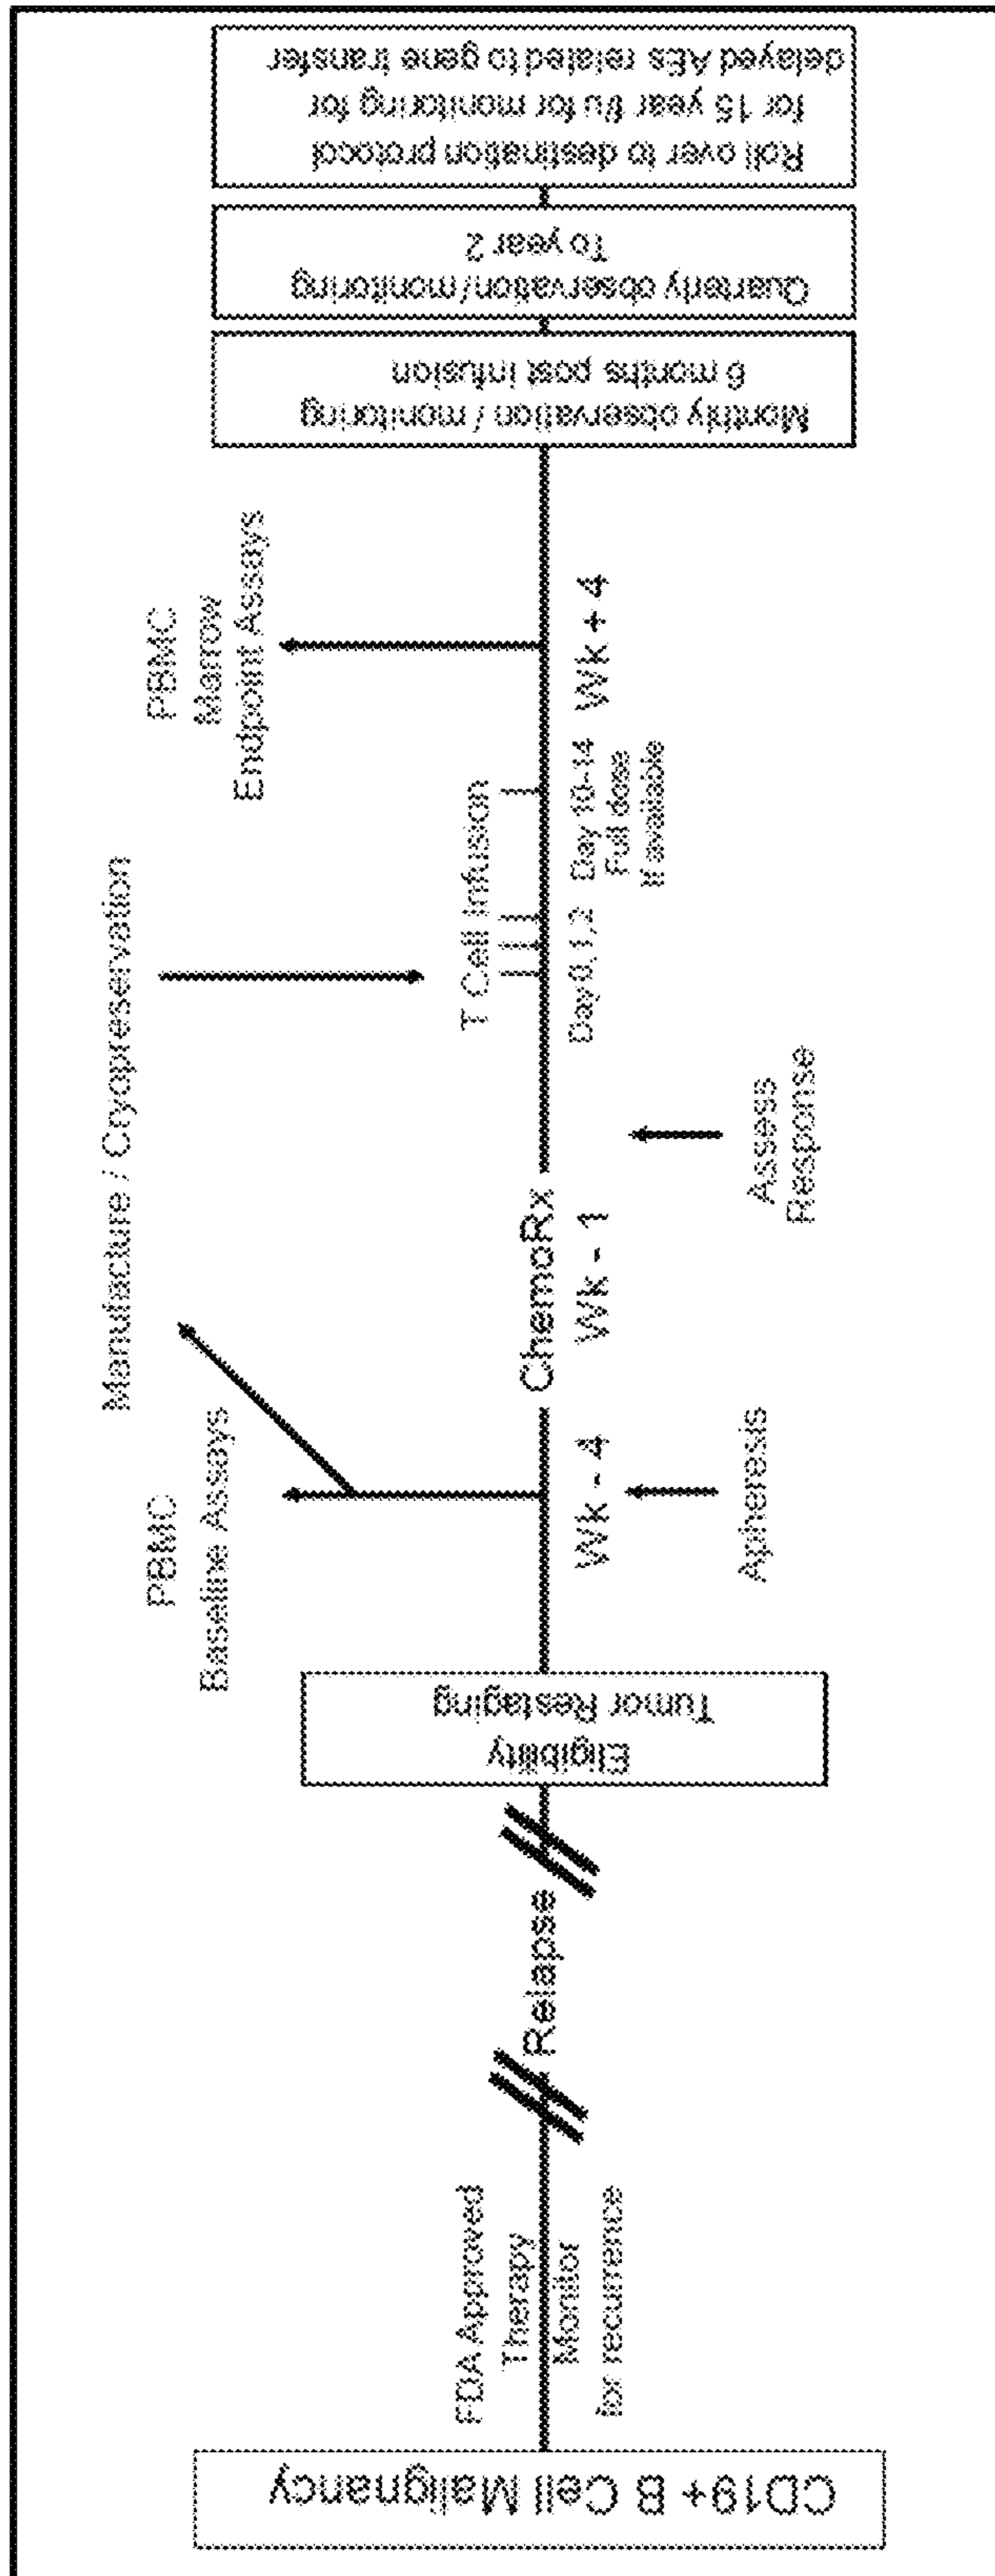 CD19+ B Cell Malignancy
FDA Approved
Therapy
Monitor
for recurrence
Relapse
Eligibility
Tumor Restaging
PBMC
Baseline Assays
Wk - 4
Apheresis
Manufacture / Cryopreservation
ChemoRx
Wk - 1
Assess
Response
T Cell Infusion
Day 0,1,2
Day 10-14
Full dose
If available
PBMC
Marrow
Endpoint Assays
Wk + 4
Monthly observation / monitoring
6 months post infusion
Quarterly observation/monitoring
To year 2
Roll over to destination protocol
for 15 year f/u for monitoring for
delayed AEs related to gene transfer